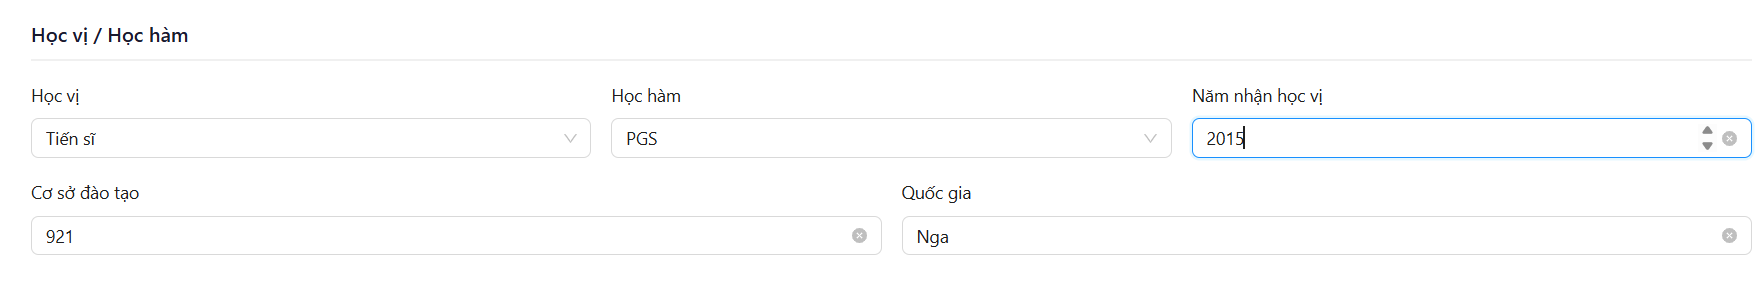 Học vị / Học hàm
Học vị
Học hàm
Năm nhận học vị
Tiến sĩ
PGS
2015
Cơ sở đào tạo
Quốc gia
921
Nga